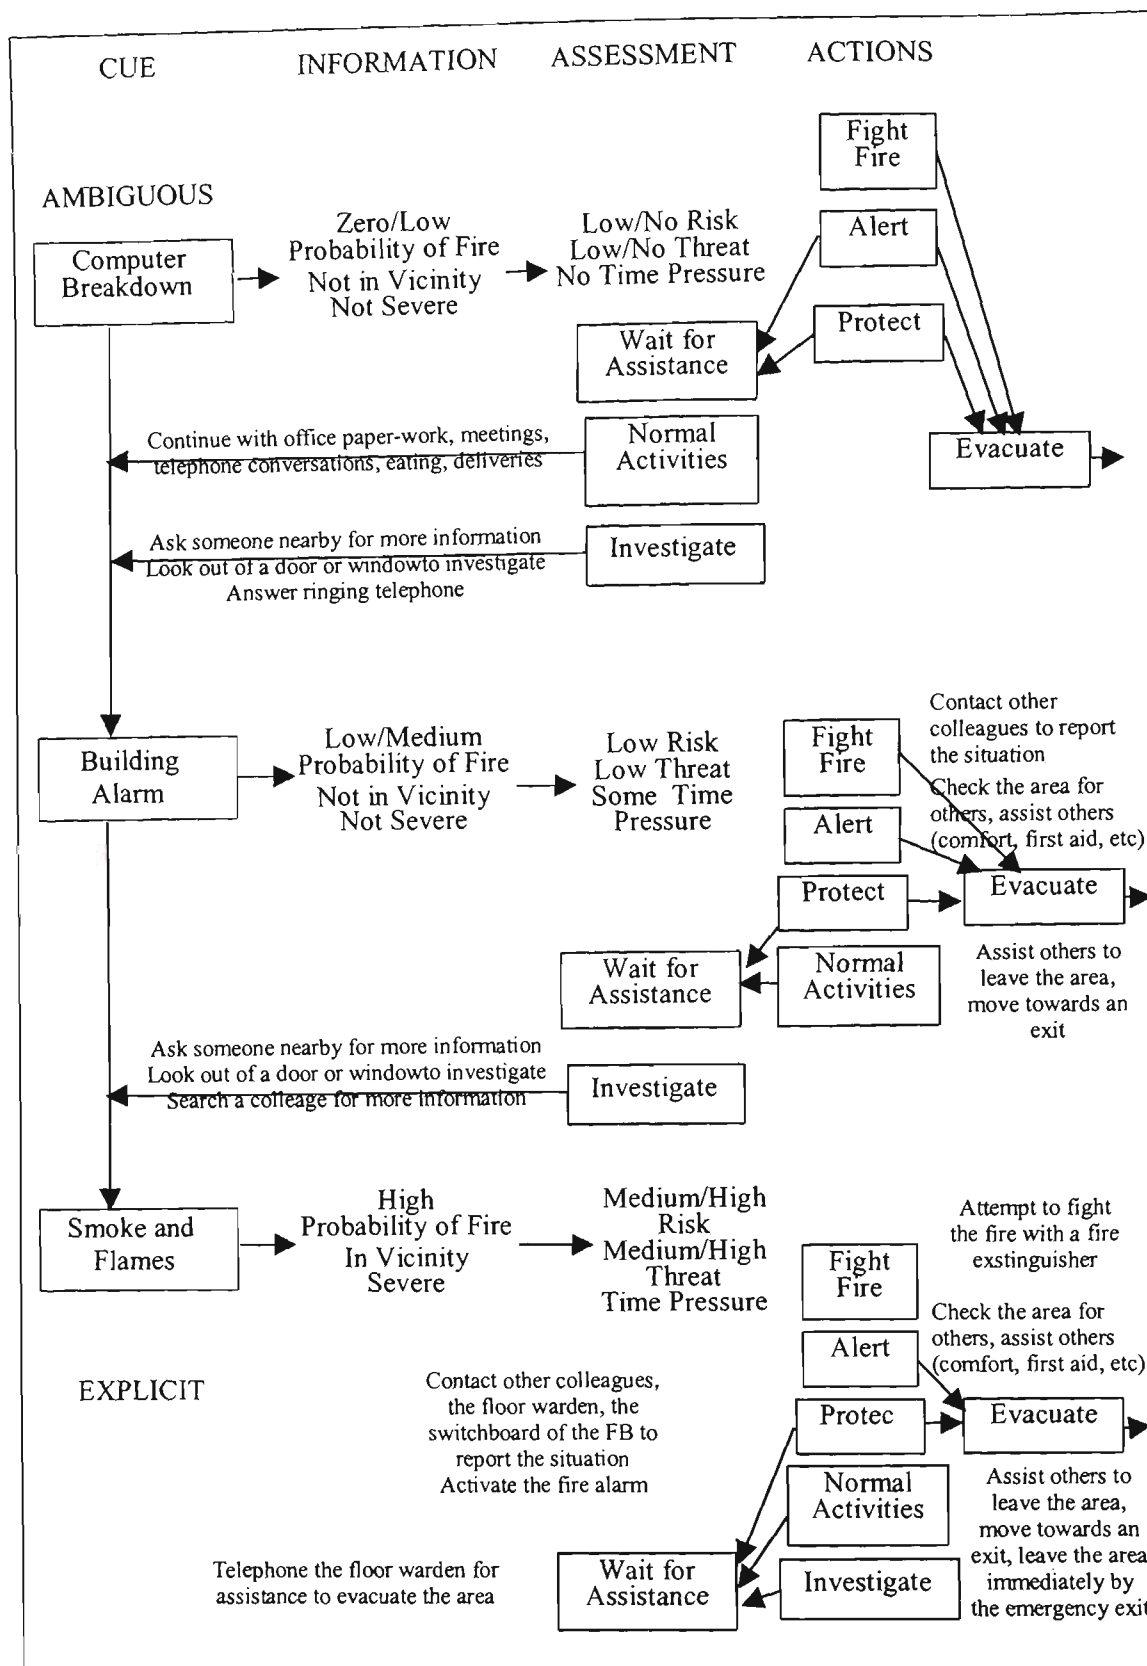 CUE
INFORMATION
ASSESSMENT
ACTIONS
Fight
Fire
AMBIGUOUS
Computer
Breakdown
Zero/Low
Probability of Fire
Not in Vicinity
Not Severe
Low/No Risk
Low/No Threat
No Time Pressure
Alert
Protect
Wait for
Assistance
Evacuate
Continue with office paper-work, meetings,
telephone conversations, eating, deliveries
Normal
Activities
Ask someone nearby for more information
Look out of a door or windowto investigate
Answer ringing telephone
Investigate
Building
Alarm
Low/Medium
Probability of Fire
Not in Vicinity
Not Severe
Low Risk
Low Threat
Some Time
Pressure
Fight
Fire
Contact other
colleagues to report
the situation
Alert
Check the area for
others, assist others
(comfort, first aid, etc)
Protect
Evacuate
Wait for
Assistance
Normal
Activities
Assist others to
leave the area,
move towards an
exit
Ask someone nearby for more information
Look out of a door or windowto investigate
Search a colleage for more information
Investigate
Smoke and
Flames
High
Probability of Fire
In Vicinity
Severe
Medium/High
Risk
Medium/High
Threat
Time Pressure
Fight
Fire
Attempt to fight
the fire with a fire
exstinguisher
EXPLICIT
Alert
Check the area for
others, assist others
(comfort, first aid, etc)
Contact other colleagues,
the floor warden, the
switchboard of the FB to
report the situation
Activate the fire alarm
Protec
Evacuate
Normal
Activities
Assist others to
leave the area,
move towards an
exit, leave the area
immediately by
the emergency exit
Telephone the floor warden for
assistance to evacuate the area
Wait for
Assistance
Investigate